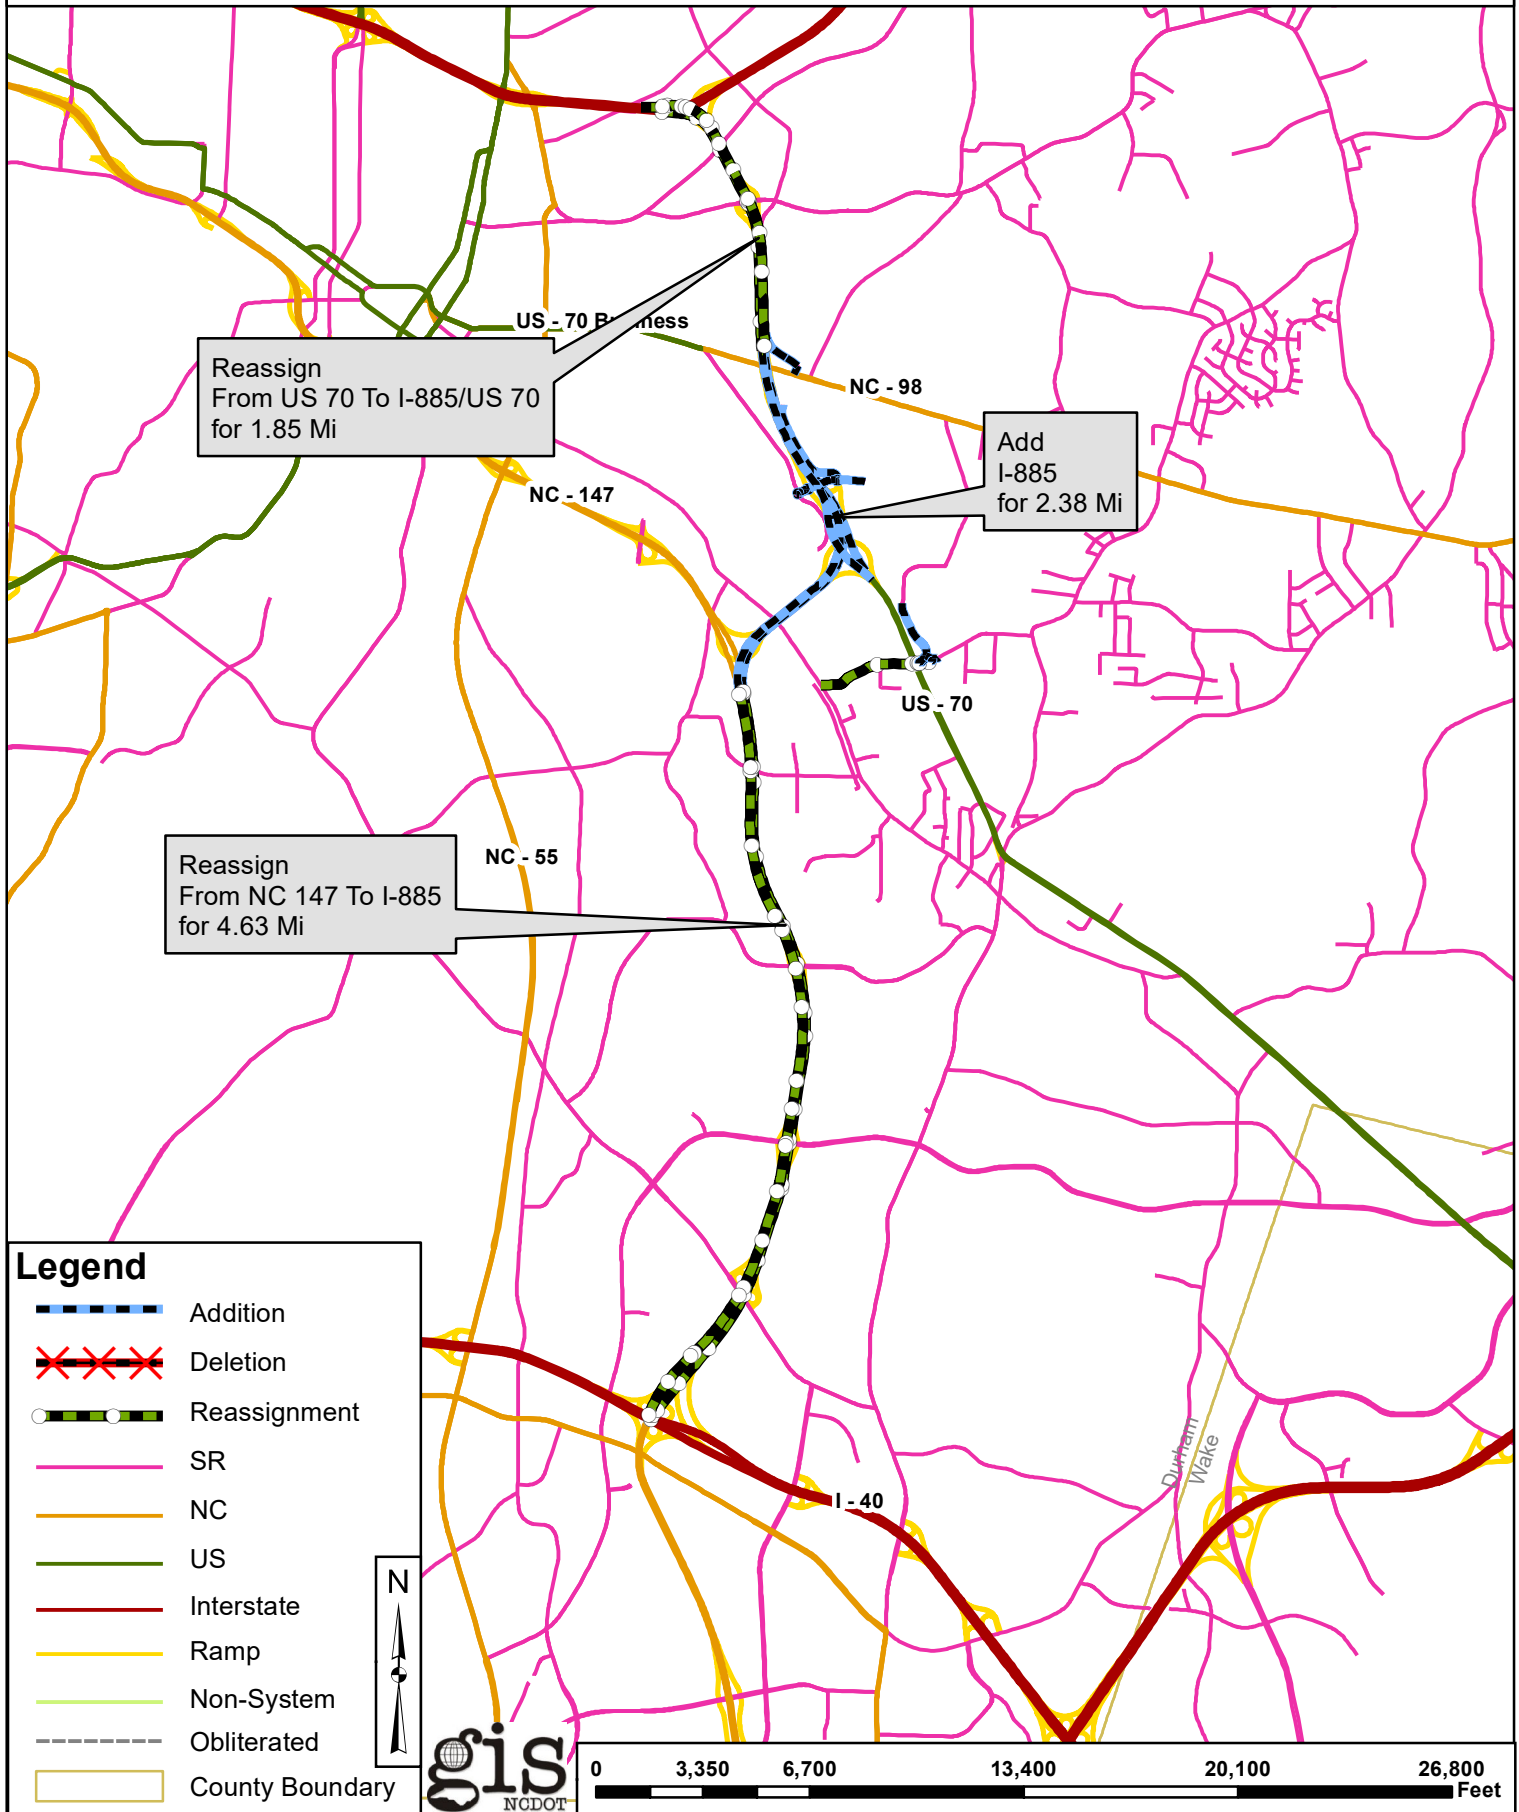 US - 70 B ness
Reassign
From US 70 To I-885/US 70
for 1.85 Mi
NC - 98
Add
I-885
for 2.38 Mi
NC - 147
US - 70
Reassign
From NC 147 To I-885
for 4.63 Mi
NC - 55
Durham
Wake
I - 40
Legend
Addition
Deletion
Reassignment
SR
NC
US
Interstate
Ramp
Non-System
Obliterated
County Boundary
N
gis
NCDOT
0 3,350 6,700 13,400 20,100 26,800
Feet